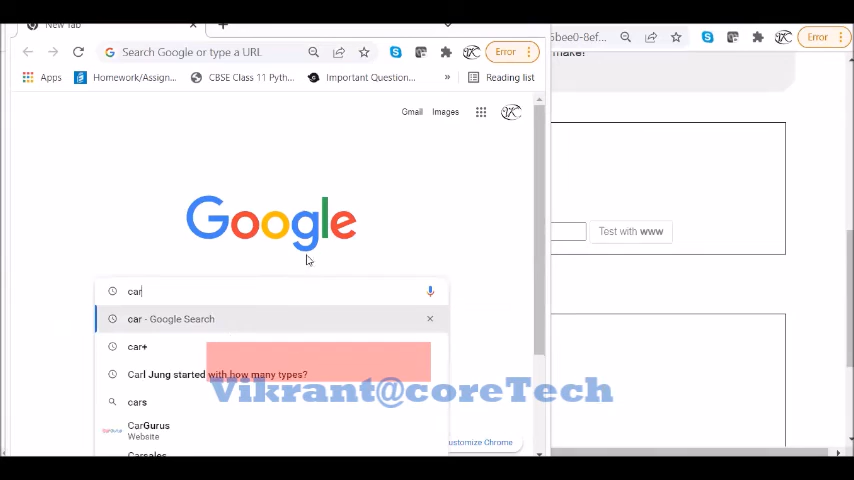 New Tab
Search Google or type a URL
Error
5bee0-8ef...
Error
Apps
Homework/Assign...
CBSE Class 11 Pyth...
Important Question...
»
Reading list
make!
Gmail
Images
Google
Test with www
car
car - Google Search
car+
Carl Jung started with how many types?
Vikrant@coreTech
cars
CarGurus
Website
ustomize Chrome
Carsales